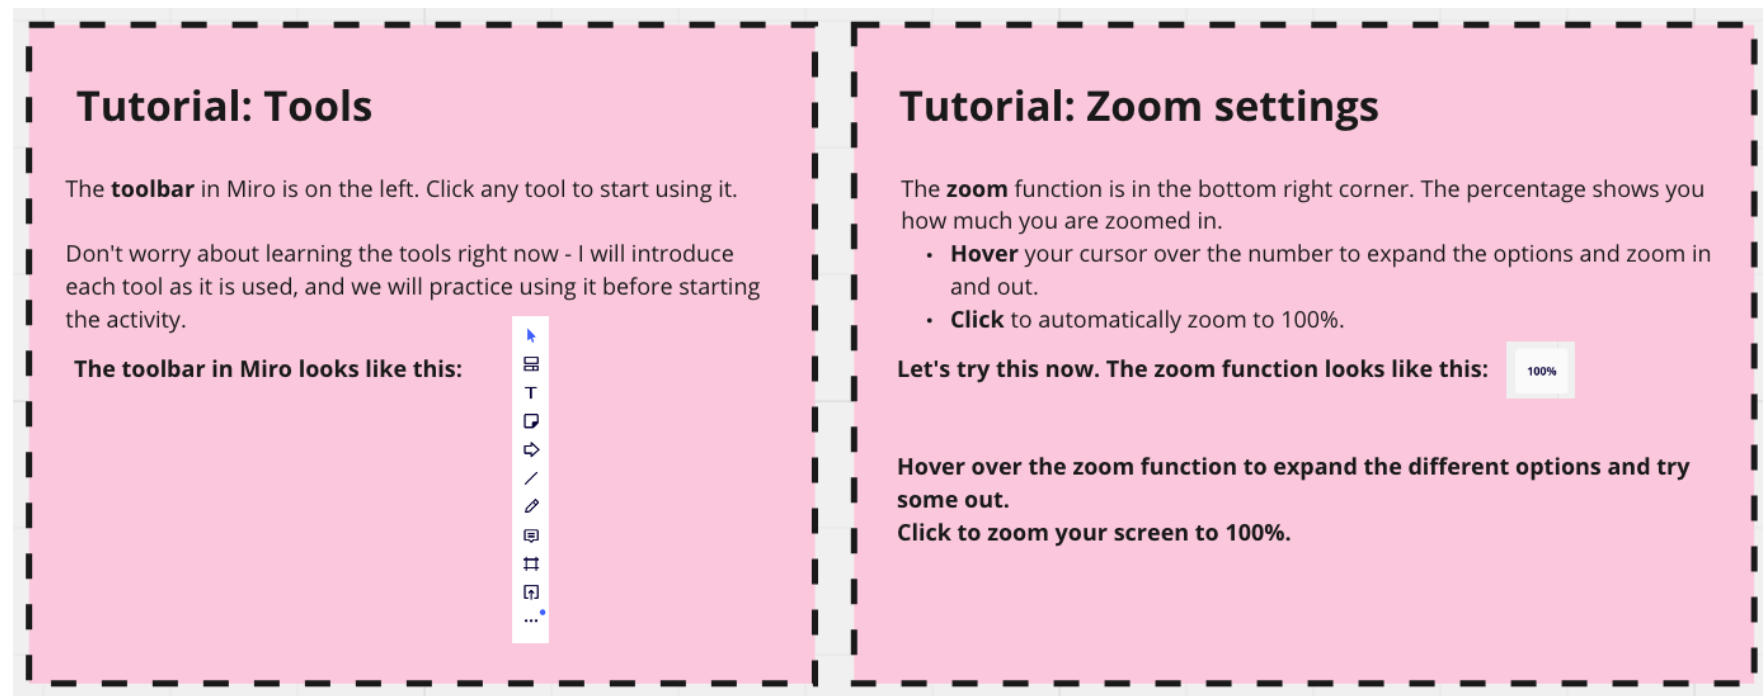 Tutorial: Tools
The toolbar in Miro is on the left. Click any tool to start using it.
Don't worry about learning the tools right now - I will introduce
each tool as it is used, and we will practice using it before starting
the activity.
The toolbar in Miro looks like this:
T
Tutorial: Zoom settings
The zoom function is in the bottom right corner. The percentage shows you
how much you are zoomed in.
• Hover your cursor over the number to expand the options and zoom in
and out.
• Click to automatically zoom to 100%.
Let's try this now. The zoom function looks like this:
100%
Hover over the zoom function to expand the different options and try
some out.
Click to zoom your screen to 100%.